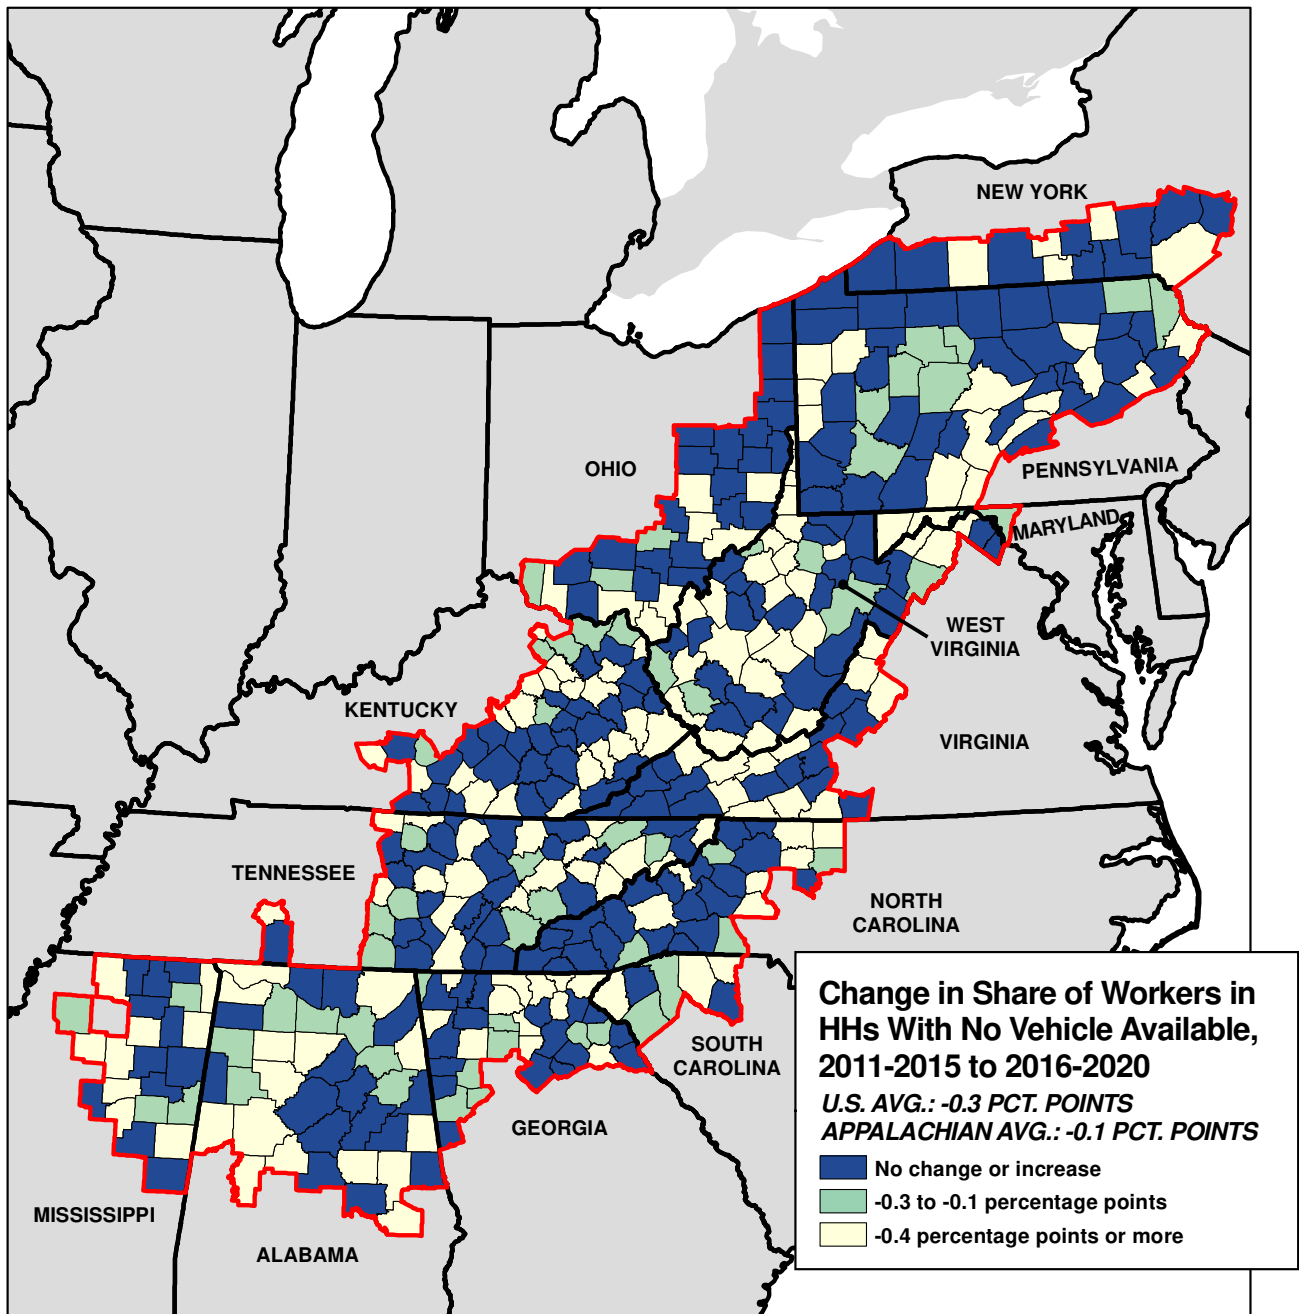 NEW YORK
OHIO
PENNSYLVANIA
MARYLAND
WEST
VIRGINIA
KENTUCKY
VIRGINIA
TENNESSEE
NORTH
CAROLINA
SOUTH
CAROLINA
GEORGIA
MISSISSIPPI
ALABAMA
Change in Share of Workers in
HHs With No Vehicle Available,
2011-2015 to 2016-2020
U.S. AVG.: -0.3 PCT. POINTS
APPALACHIAN AVG.: -0.1 PCT. POINTS
No change or increase
-0.3 to -0.1 percentage points
-0.4 percentage points or more